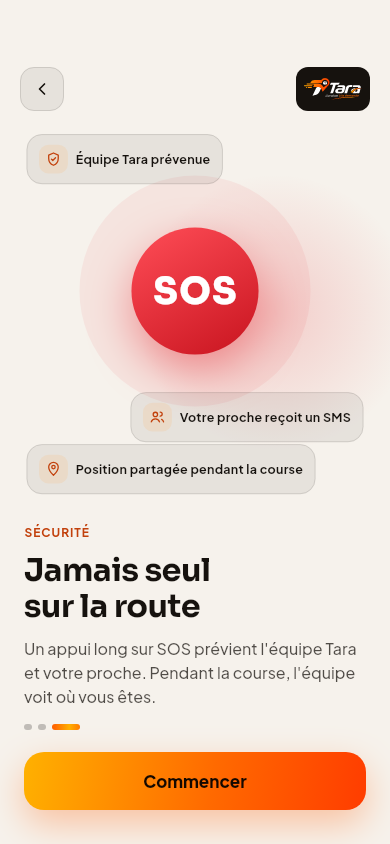 Tara
Équipe Tara prévenue
SOS
Votre proche reçoit un SMS
Position partagée pendant la course
SÉCURITÉ
Jamais seul
sur la route
Un appui long sur SOS prévient l'équipe Tara
et votre proche. Pendant la course, l'équipe
voit où vous êtes.
Commencer